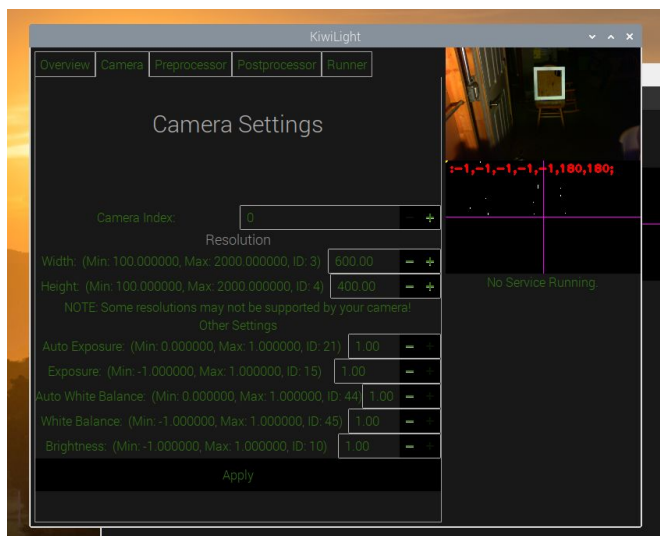 KiwiLight
Overview Camera Preprocessor Postprocessor Runner
Camera Settings
:-1,-1,-1,-1,-1,180,180;
Camera Index: 0 - +
Resolution
Width: (Min: 100.000000, Max: 2000.000000, ID: 3) 600.00 - +
Height: (Min: 100.000000, Max: 2000.000000, ID: 4) 400.00 - +
No Service Running.
NOTE: Some resolutions may not be supported by your camera!
Other Settings
Auto Exposure: (Min: 0.000000, Max: 1.000000, ID: 21) 1.00 - +
Exposure: (Min: -1.000000, Max: 1.000000, ID: 15) 1.00 - +
Auto White Balance: (Min: 0.000000, Max: 1.000000, ID: 44) 1.00 - +
White Balance: (Min: -1.000000, Max: 1.000000, ID: 45) 1.00 - +
Brightness: (Min: -1.000000, Max: 1.000000, ID: 10) 1.00 - +
Apply